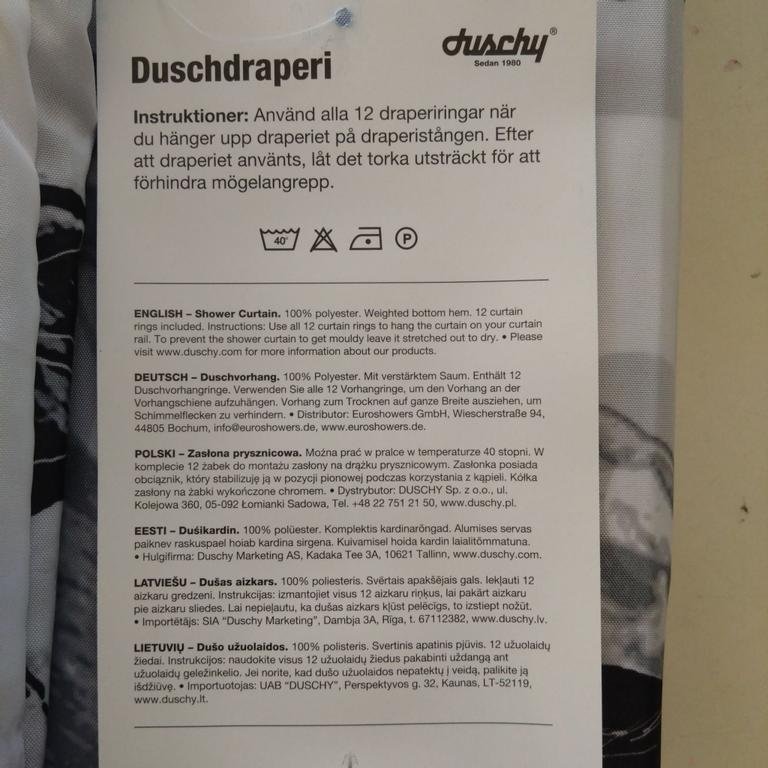 Duschdraperi
duschy®
Sedan 1980
Instruktioner: Använd alla 12 draperiringar när
du hänger upp draperiet på draperistången. Efter
att draperiet använts, låt det torka utsträckt för att
förhindra mögelangrepp.
40°
P
ENGLISH – Shower Curtain. 100% polyester. Weighted bottom hem. 12 curtain
rings included. Instructions: Use all 12 curtain rings to hang the curtain on your curtain
rail. To prevent the shower curtain to get mouldy leave it stretched out to dry. • Please
visit www.duschy.com for more information about our products.
DEUTSCH – Duschvorhang. 100% Polyester. Mit verstärktem Saum. Enthält 12
Duschvorhangringe. Verwenden Sie alle 12 Vorhangringe, um den Vorhang an der
Vorhangschiene aufzuhängen. Vorhang zum Trocknen auf ganze Breite ausziehen, um
Schimmelflecken zu verhindern. • Distributor: Euroshowers GmbH, Wiescherstraße 94,
44805 Bochum, info@euroshowers.de, www.euroshowers.de.
POLSKI – Zasłona prysznicowa. Można prać w pralce w temperaturze 40 stopni. W
komplecie 12 żabek do montażu zasłony na drążku prysznicowym. Zasłonka posiada
obciążnik, który stabilizuję ją w pozycji pionowej podczas korzystania z kąpieli. Kółka
zasłony na żabki wykończone chromem. • Dystrybutor: DUSCHY Sp. z o.o., ul.
Kolejowa 360, 05-092 Łomianki Sadowa, Tel. +48 22 751 21 50, www.duschy.pl.
EESTI – Dušikardin. 100% polüester. Komplektis kardinarõngad. Alumises servas
paiknev raskuspael hoiab kardina sirgena. Kuivamisel hoida kardin laialitõmmatuna.
• Hulgifirma: Duschy Marketing AS, Kadaka Tee 3A, 10621 Tallinn, www.duschy.com.
LATVIEŠU – Dušas aizkars. 100% poliesteris. Svērtais apakšējais gals. Iekļauti 12
aizkaru gredzeni. Instrukcijas: izmantojiet visus 12 aizkaru riņķus, lai pakārt aizkaru
pie aizkaru sliedes. Lai nepieļautu, ka dušas aizkars kļūst pelēcīgs, to izstiept nožūt.
• Importētājs: SIA “Duschy Marketing”, Dambja 3A, Rīga, t. 67112382, www.duschy.lv.
LIETUVIŲ – Dušo užuolaidos. 100% polisteris. Svertinis apatinis pjūvis. 12 užuolaidų
žiedai. Instrukcijos: naudokite visus 12 užuolaidų žiedus pakabinti uždangą ant
užuolaidų geležinkelio. Jei norite, kad dušo užuolaidos nepatektų į veidą, palikite ją
išdžiūvę. • Importuotojas: UAB “DUSCHY”, Perspektyvos g. 32, Kaunas, LT-52119,
www.duschy.lt.